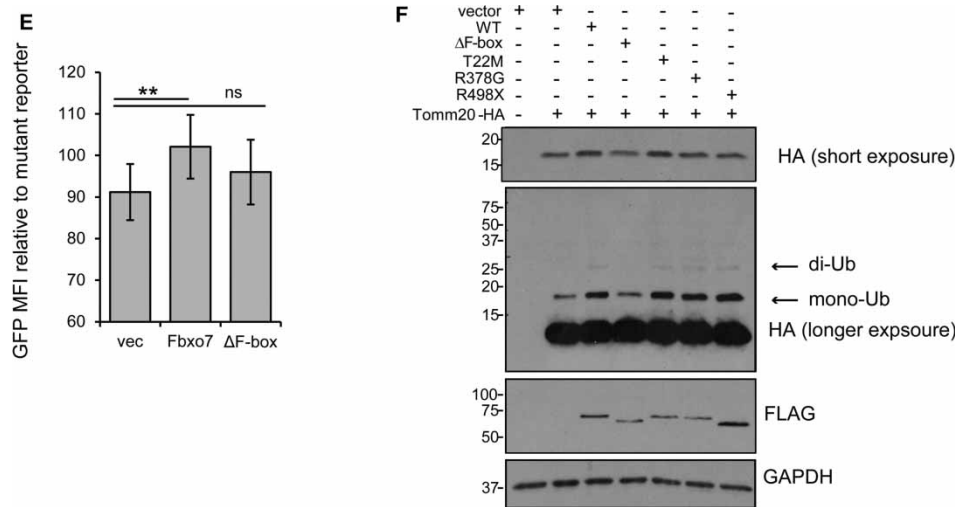 E
GFP MFI relative to mutant reporter
120
110
100
90
80
70
60
**
ns
vec Fbxo7 ΔF-box
F
vector + + - - - - -
WT - - + - - - -
ΔF-box - - - + - - -
T22M - - - - + - -
R378G - - - - - + -
R498X - - - - - - +
Tomm20-HA - + + + + + +
20
15
HA (short exposure)
75
50
37
25
20
15
← di-Ub
← mono-Ub
HA (longer expsoure)
100
75
50
FLAG
37
GAPDH